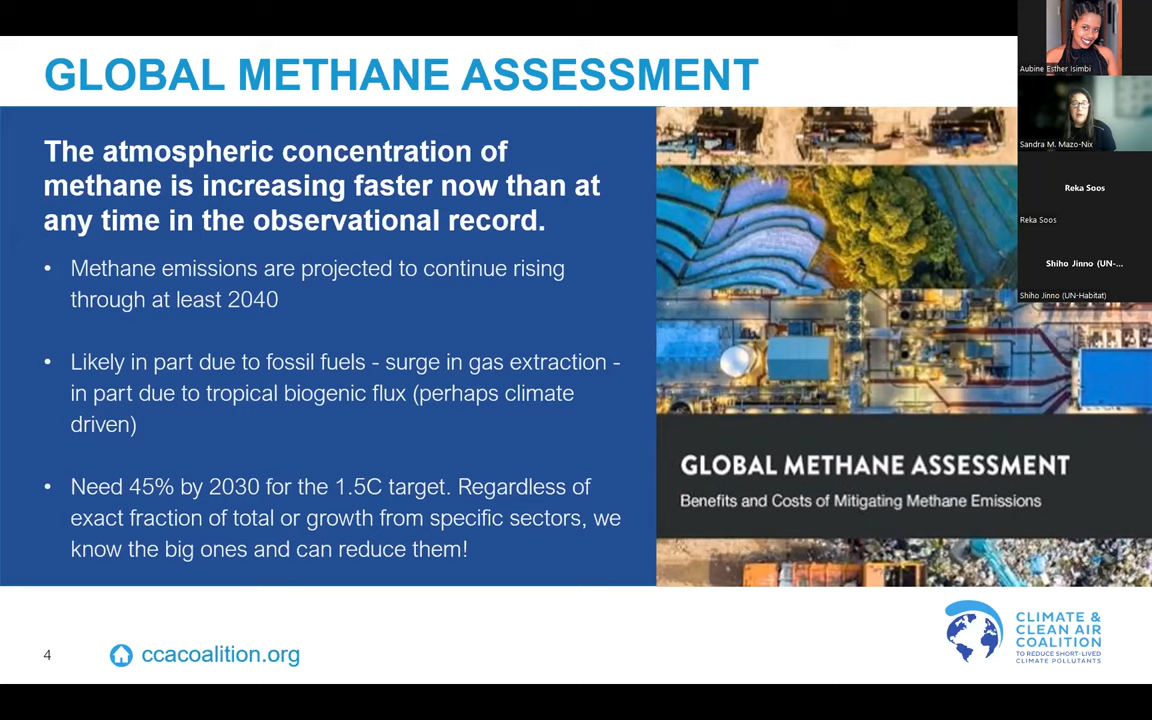 GLOBAL METHANE ASSESSMENT
The atmospheric concentration of
methane is increasing faster now than at
any time in the observational record.
• Methane emissions are projected to continue rising
through at least 2040
• Likely in part due to fossil fuels - surge in gas extraction -
in part due to tropical biogenic flux (perhaps climate
driven)
• Need 45% by 2030 for the 1.5C target. Regardless of
exact fraction of total or growth from specific sectors, we
know the big ones and can reduce them!
GLOBAL METHANE ASSESSMENT
Benefits and Costs of Mitigating Methane Emissions
4
ccacoalition.org
CLIMATE &
CLEAN AIR
COALITION
TO REDUCE SHORT-LIVED
CLIMATE POLLUTANTS
Aubine Esther Isimbi
Sandra M. Mazo-Nix
Reka Soos
Reka Soos
Shiho Jinno (UN-...
Shiho Jinno (UN-Habitat)